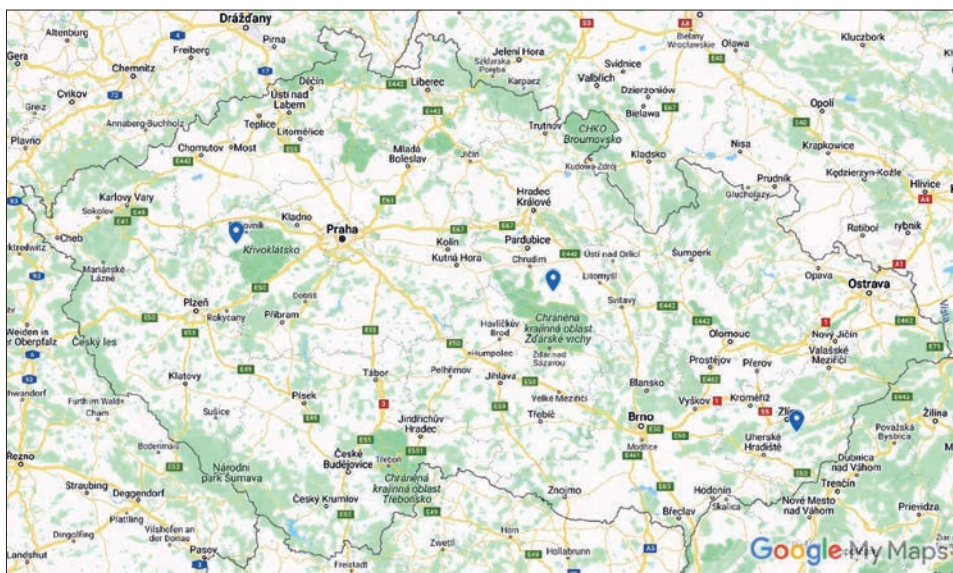 Drážďany
Altenburg
Pirna
Freiberg
Gera
Chemnitz
Cvikov
Greiz
Annaberg-Buchholz
Plavno
Děčín
Ústí nad
Labem
Teplice
Litoměřice
Chomutov
Most
Liberec
Jelení Hora
Szklarska
Poręba
Karpacz
Svídnice
Valbřich
Dzierżoniów
Bielawa
Bielany
Wrocławskie
Oława
Kluczbork
Opolí
Krapkowice
Kędzierzyn-Koźle
Hlivice
Nisa
Prudník
Głuchołazy
Ratiboř
rybnik
Trutnov
CHKO
Broumovsko
Kudowa-Zdrój
Kladsko
Mladá
Boleslav
Jičín
Hradec
Králové
Karlovy Vary
Sokolov
Cheb
Mariánské
Lázně
Kladno
Praha
Křivoklátsko
Kolín
Kutná Hora
Pardubice
Chrudim
Ústí nad Orlicí
Litomyšl
Šumperk
Svitavy
Opava
Ostrava
Visla
Plzeň
Rokycany
Dobříš
Příbram
Weiden in
der Oberpfalz
Český les
Havlíčkův
Brod
Chráněná
krajinná oblast
Žďárské vrchy
Žďár nad
Sázavou
Humpolec
Pelhřimov
Jihlava
Velké Meziříčí
Třebíč
Olomouc
Prostějov
Přerov
Nový Jičín
Valašské
Meziříčí
Blansko
Vyškov
Kroměříž
Zlín
Brno
Modřice
Uherské
Hradiště
Žilina
Považská
Bystrica
Dubnica
nad Váhom
Trenčín
Nové Mesto
nad Váhom
Prievidza
Klatovy
Schwandorf
Furth im Wald
Cham
Sušice
Písek
Tábor
Jindřichův
Hradec
Bodenmais
Řezno
Národní
park Šumava
České
Budějovice
Třeboň
Chráněná
krajinná oblast
Třeboňsko
Český Krumlov
Straubing
Deggendorf
Plattling
Dingolfing
Vilshofen an
der Donau
Landshut
Pasov
Freistadt
Zwettl
Horn
Hollabrunn
Znojmo
Břeclav
Hodonín
Skalica
Google My Maps